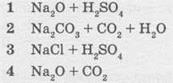 1 Na₂O + H₂SO₄
2 Na₂CO₃ + CO₂ + H₂O
3 NaCl + H₂SO₄
4 Na₂O + CO₂